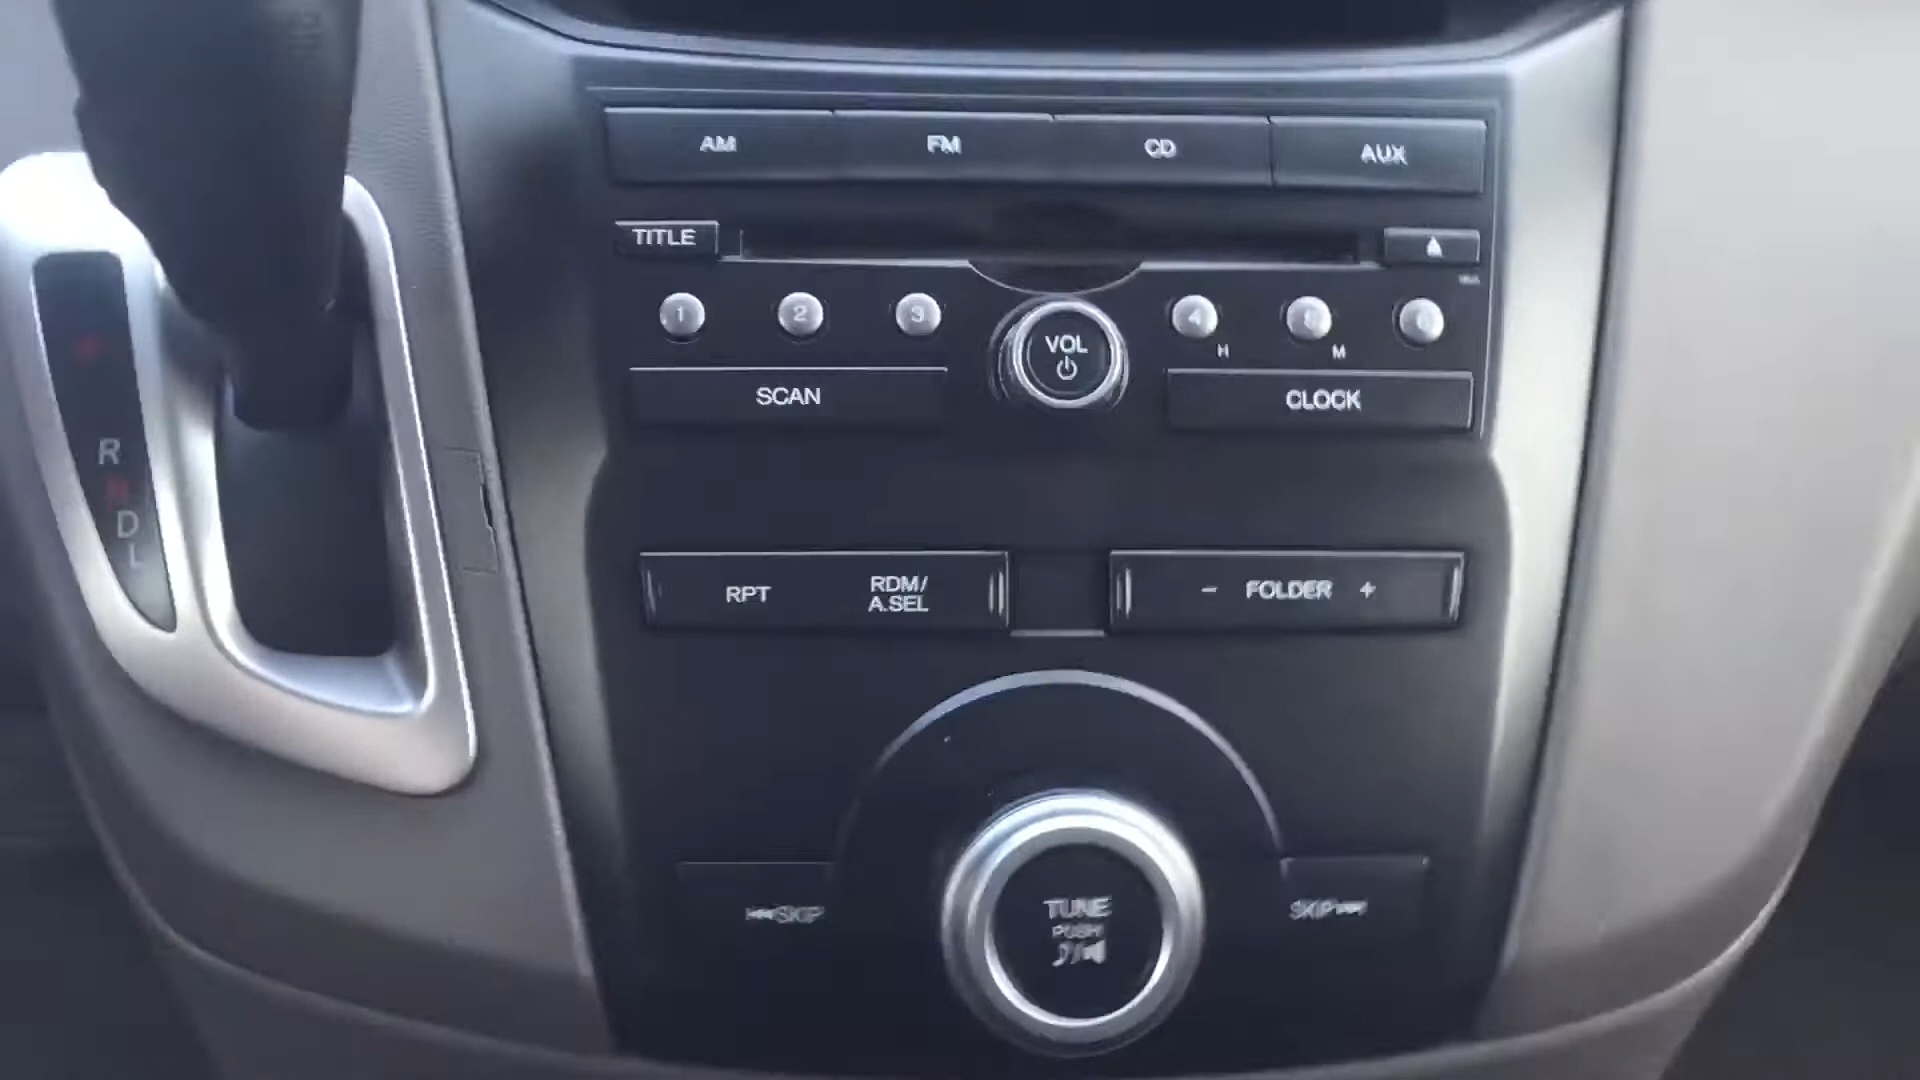 AM FM CD AUX
TITLE
1 2 3 4
H M
VOL
SCAN
CLOCK
R
N
D
L
RPT RDM/
A.SEL
- FOLDER +
SKIP
TUNE
PUSH
SKIP